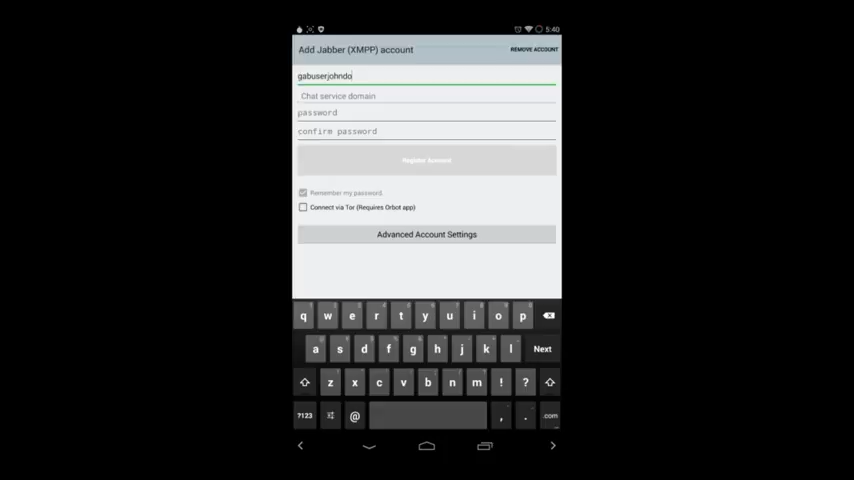 5:40
Add Jabber (XMPP) account
REMOVE ACCOUNT
gabuserjohndo
Chat service domain
password
confirm password
Register Account
Remember my password.
Connect via Tor (Requires Orbot app)
Advanced Account Settings
q w e r t y u i o p
a s d f g h j k l Next
z x c v b n m ! ?
?123 @ , . .com